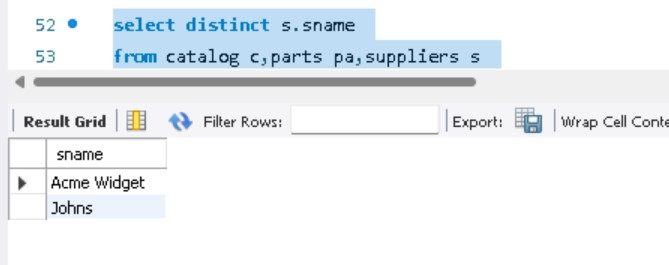 52 select distinct s.sname
53 from catalog c,parts pa,suppliers s
Result Grid Filter Rows: Export: Wrap Cell Conte
sname
Acme Widget
Johns